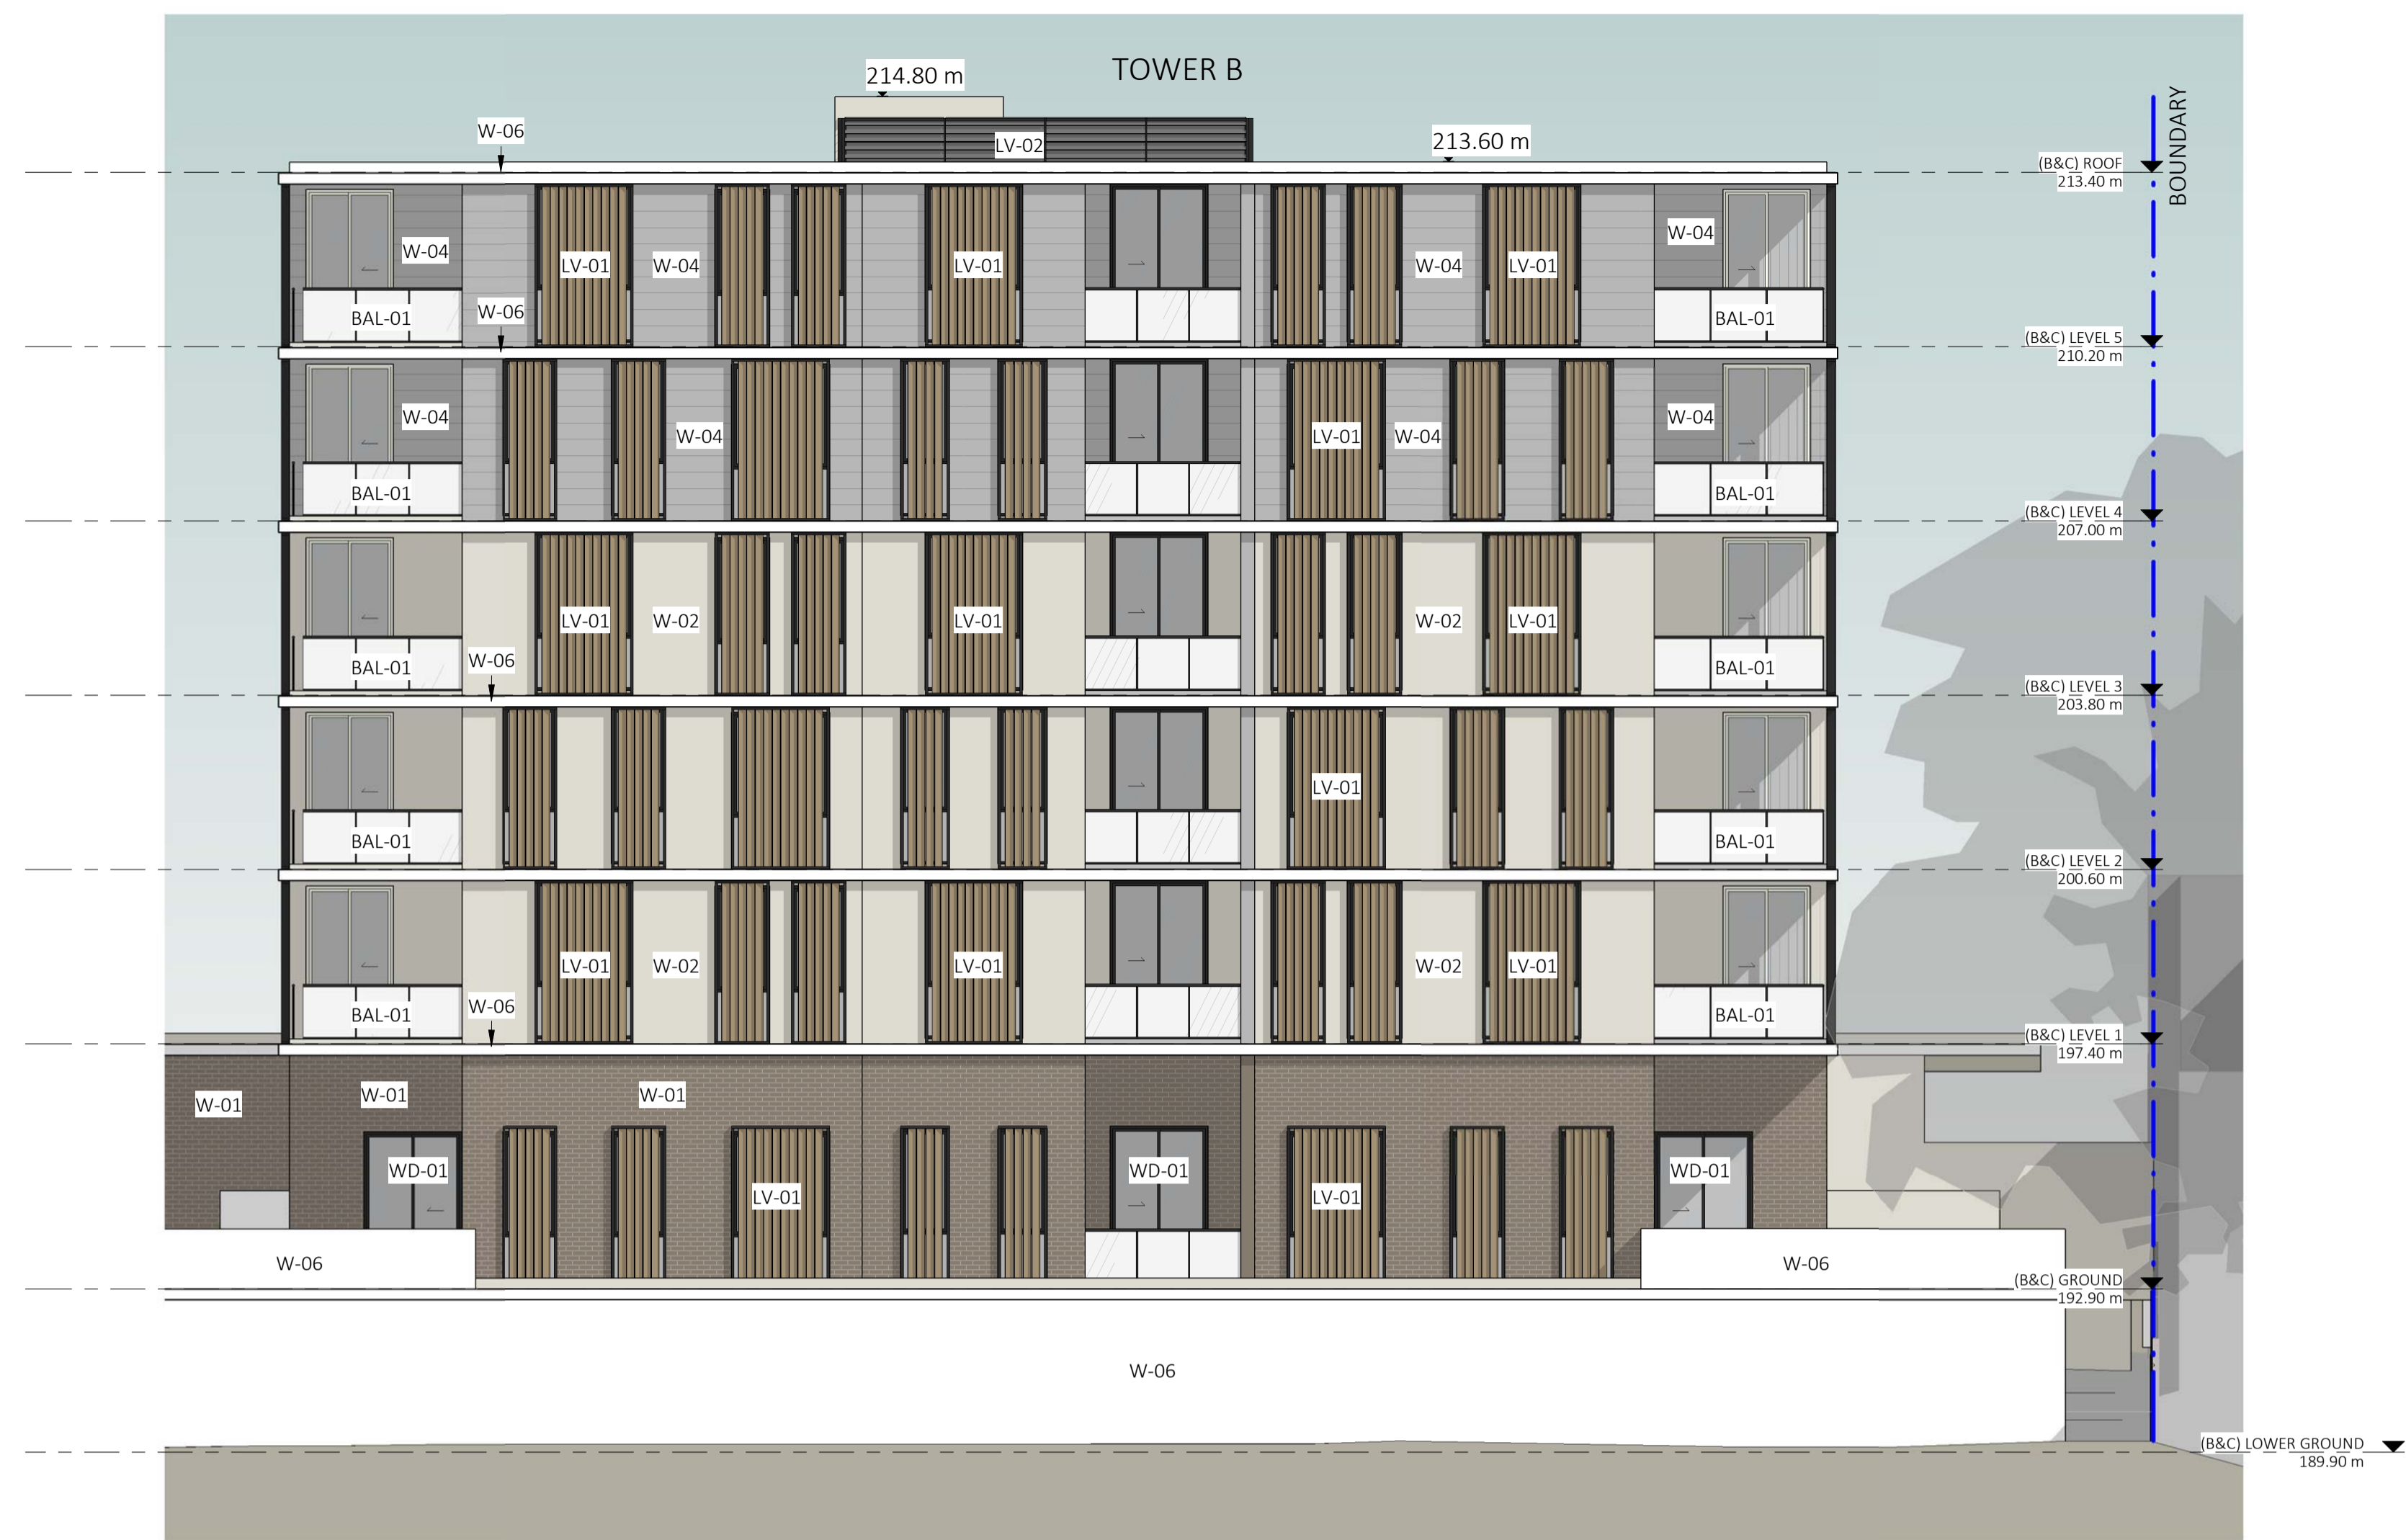 TOWER B
214.80 m
BOUNDARY
W-06
213.60 m
LV-02
(B&C) ROOF
213.40 m
W-04
W-04
LV-01
W-04
LV-01
W-04
LV-01
BAL-01
W-06
BAL-01
(B&C) LEVEL 5
210.20 m
W-04
W-04
W-04
LV-01
W-04
BAL-01
BAL-01
(B&C) LEVEL 4
207.00 m
LV-01
W-02
LV-01
W-02
LV-01
BAL-01
W-06
BAL-01
(B&C) LEVEL 3
203.80 m
LV-01
BAL-01
BAL-01
(B&C) LEVEL 2
200.60 m
LV-01
W-02
LV-01
W-02
LV-01
BAL-01
W-06
BAL-01
(B&C) LEVEL 1
197.40 m
W-01
W-01
W-01
WD-01
WD-01
WD-01
LV-01
LV-01
W-06
W-06
(B&C) GROUND
192.90 m
W-06
(B&C) LOWER GROUND
189.90 m